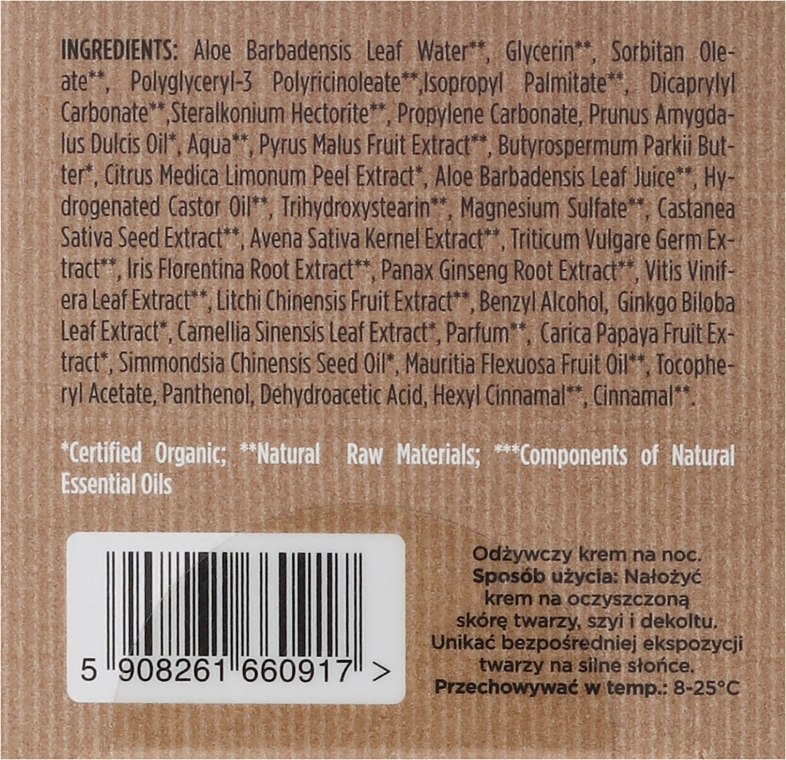 INGREDIENTS: Aloe Barbadensis Leaf Water**, Glycerin**, Sorbitan Ole-
ate**, Polyglyceryl-3 Polyricinoleate**,Isopropyl Palmitate**, Dicaprylyl
Carbonate**,Steralkonium Hectorite**, Propylene Carbonate, Prunus Amygda-
lus Dulcis Oil*, Aqua**, Pyrus Malus Fruit Extract**, Butyrospermum Parkii But-
ter*, Citrus Medica Limonum Peel Extract*, Aloe Barbadensis Leaf Juice**, Hy-
drogenated Castor Oil**, Trihydroxystearin**, Magnesium Sulfate**, Castanea
Sativa Seed Extract**, Avena Sativa Kernel Extract**, Triticum Vulgare Germ Ex-
tract**, Iris Florentina Root Extract**, Panax Ginseng Root Extract**, Vitis Vinif-
era Leaf Extract**, Litchi Chinensis Fruit Extract**, Benzyl Alcohol, Ginkgo Biloba
Leaf Extract*, Camellia Sinensis Leaf Extract*, Parfum**, Carica Papaya Fruit Ex-
tract*, Simmondsia Chinensis Seed Oil*, Mauritia Flexuosa Fruit Oil**, Tocophe-
ryl Acetate, Panthenol, Dehydroacetic Acid, Hexyl Cinnamal**, Cinnamal**.
*Certified Organic; **Natural Raw Materials; ***Components of Natural
Essential Oils
5 908261 660917 >
Odżywczy krem na noc.
Sposób użycia: Nałożyć
krem na oczyszczoną
skórę twarzy, szyi i dekoltu.
Unikać bezpośredniej ekspozycji
twarzy na silne słońce.
Przechowywać w temp.: 8-25°C